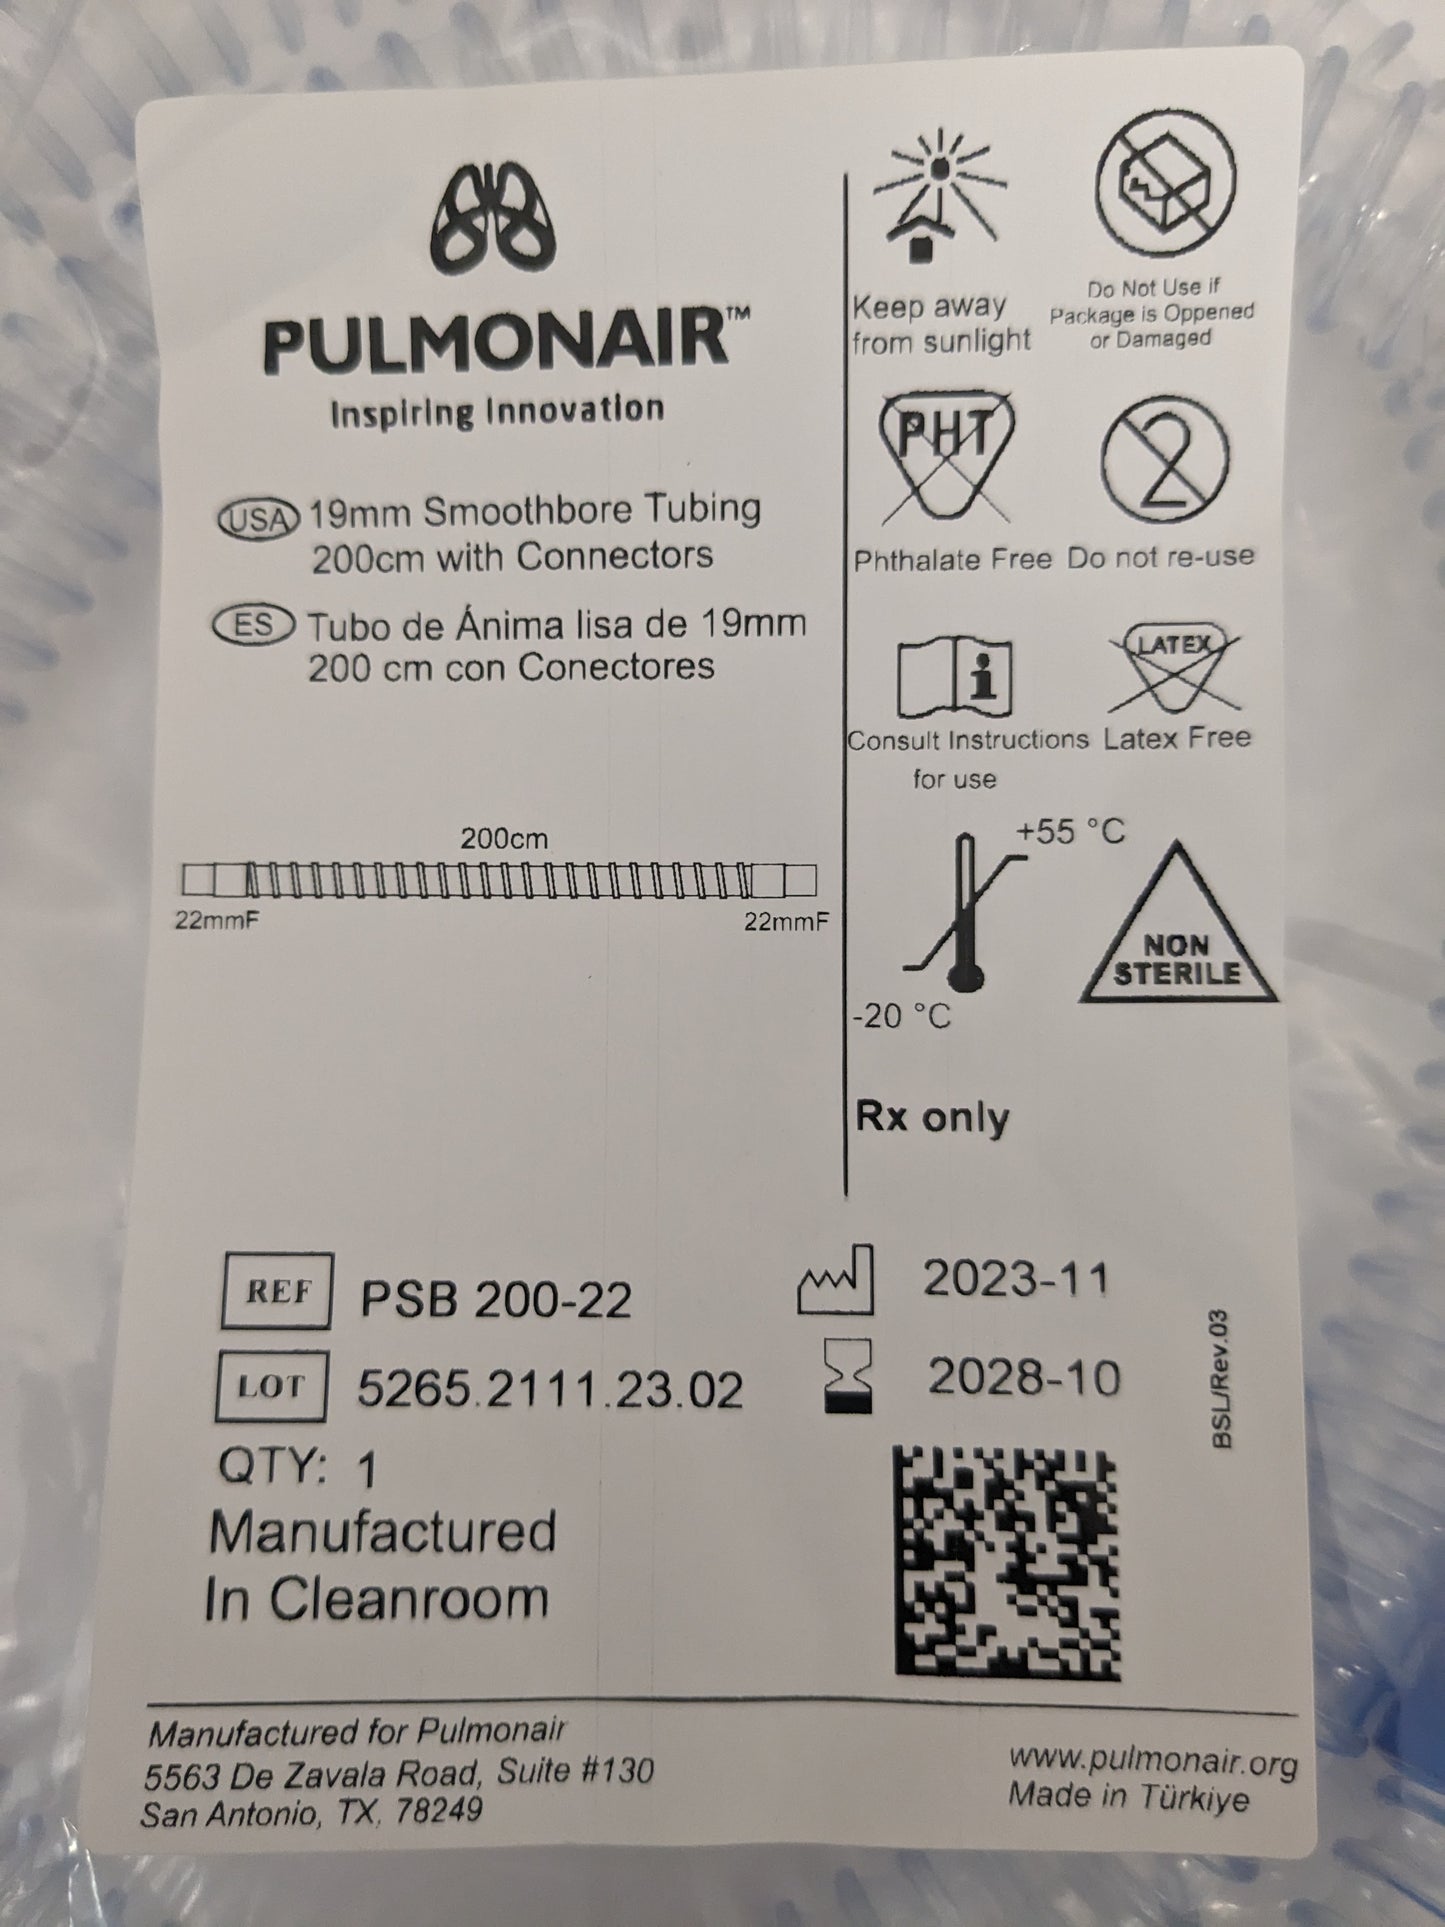 PULMONAIR™
Inspiring Innovation
USA 19mm Smoothbore Tubing
200cm with Connectors
ES Tubo de Ánima lisa de 19mm
200 cm con Conectores
200cm
22mmF 22mmF
Keep away
from sunlight
Do Not Use if
Package is Oppened
or Damaged
PHT
Phthalate Free
2
Do not re-use
i
Consult Instructions
for use
LATEX
Latex Free
+55 °C
-20 °C
NON
STERILE
Rx only
REF PSB 200-22
LOT 5265.2111.23.02
QTY: 1
Manufactured
In Cleanroom
2023-11
2028-10
BSL/Rev.03
Manufactured for Pulmonair
5563 De Zavala Road, Suite #130
San Antonio, TX, 78249
www.pulmonair.org
Made in Türkiye